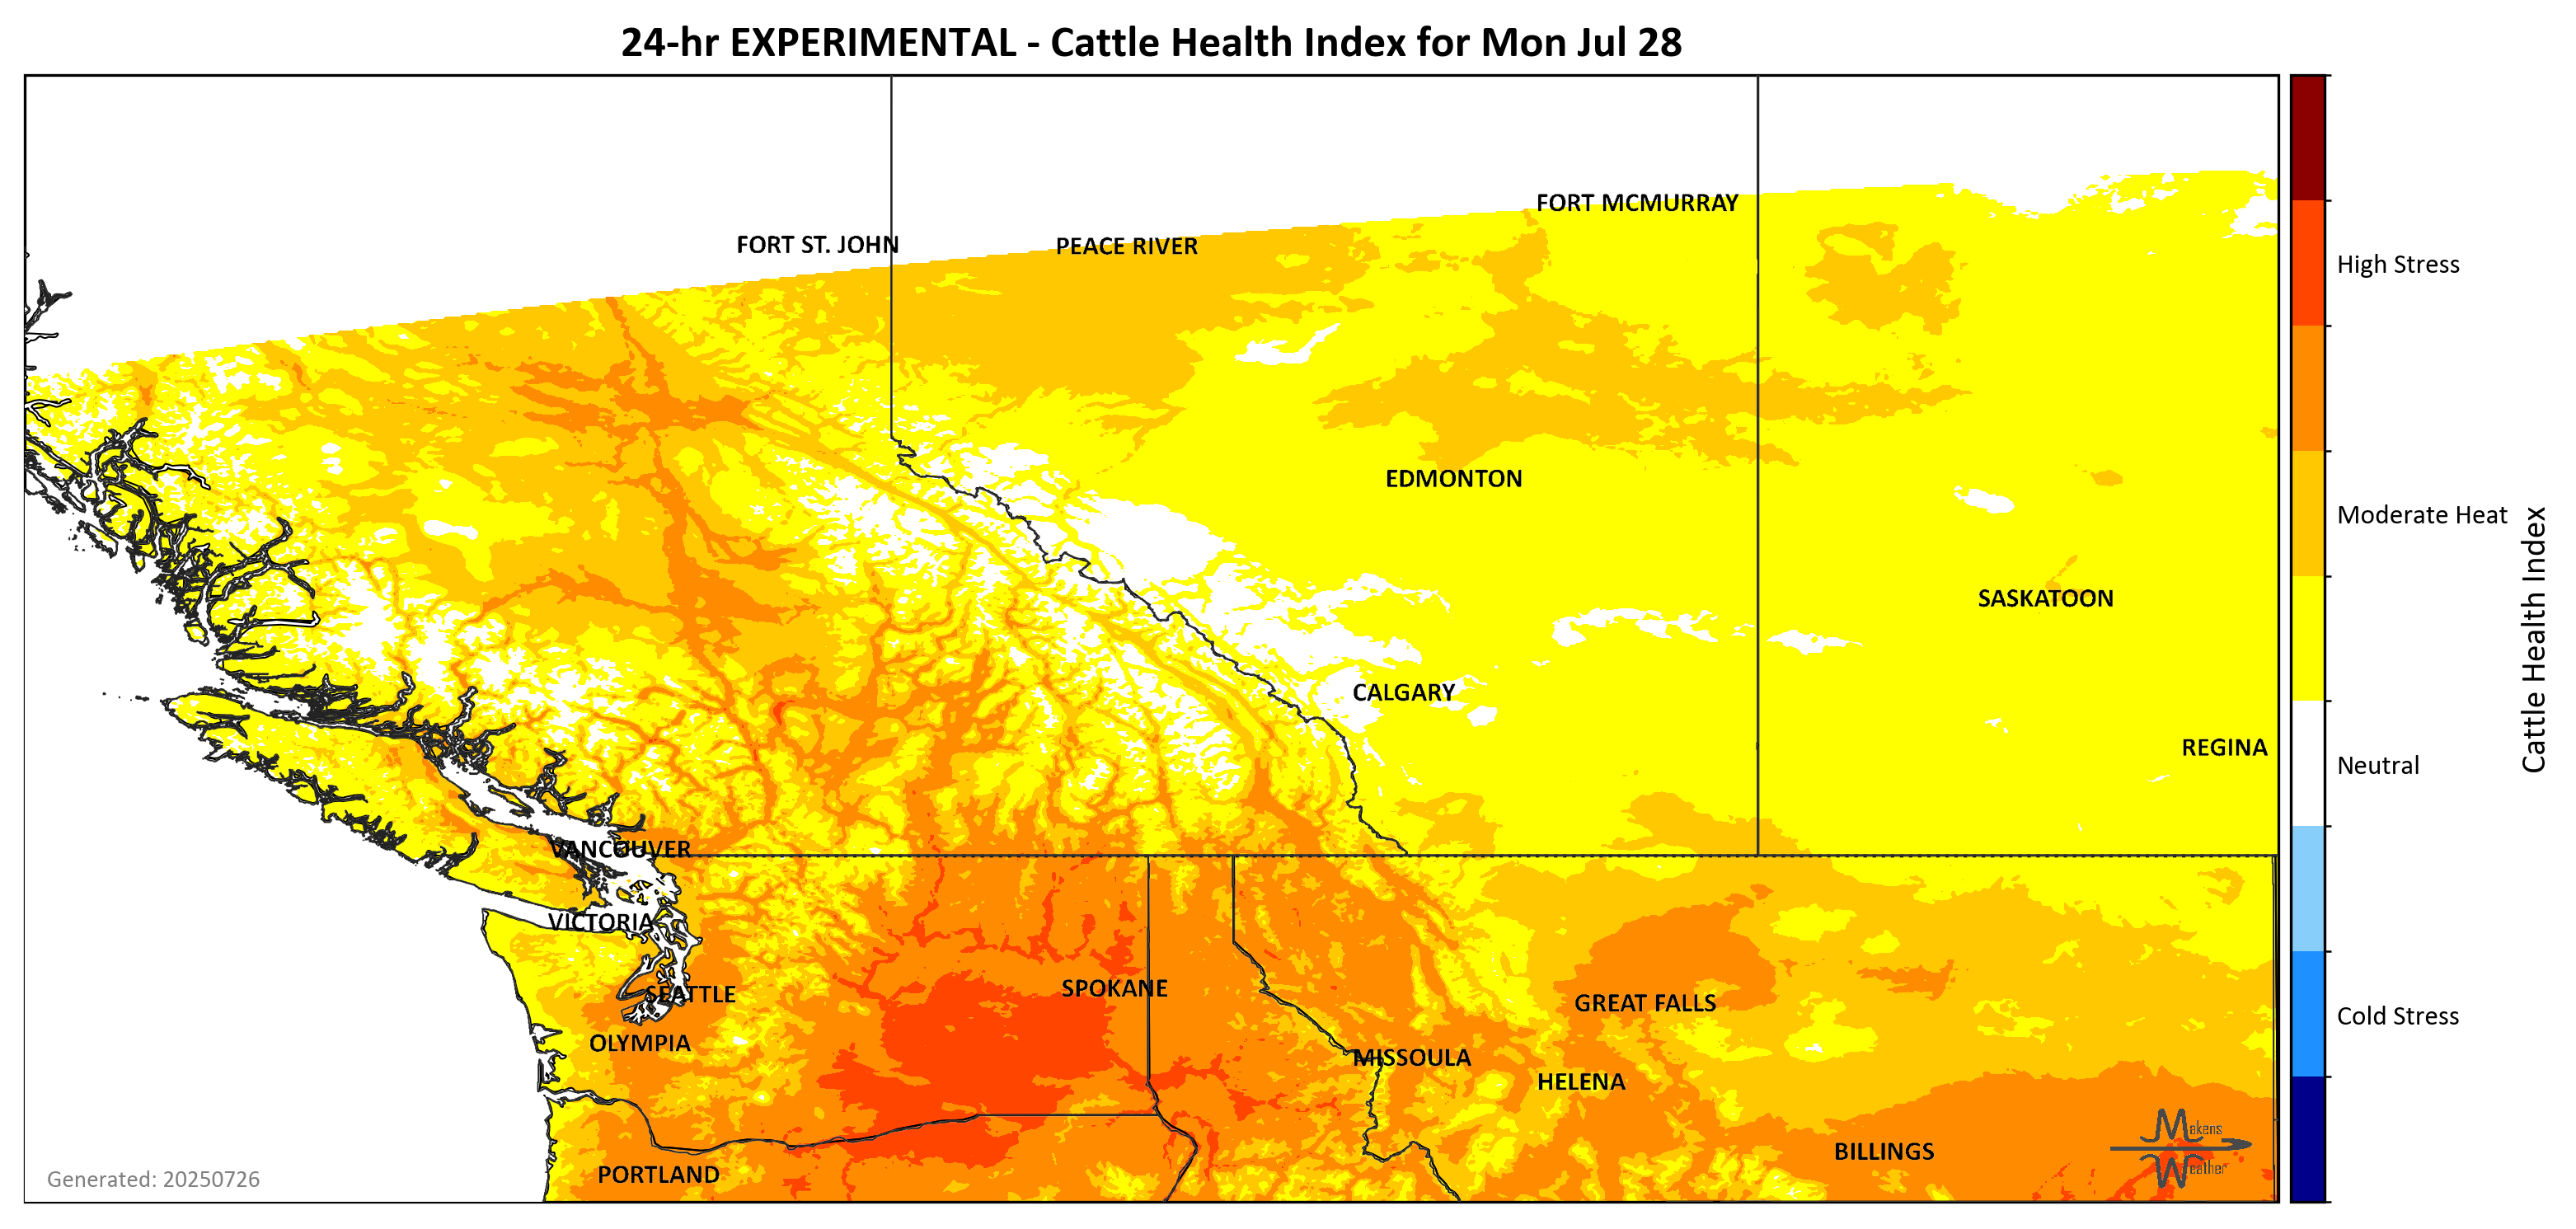 24-hr EXPERIMENTAL - Cattle Health Index for Mon Jul 28
FORT MCMURRAY
FORT ST. JOHN
PEACE RIVER
EDMONTON
SASKATOON
CALGARY
REGINA
VANCOUVER
VICTORIA
SPOKANE
SEATTLE
GREAT FALLS
OLYMPIA
MISSOULA
HELENA
BILLINGS
PORTLAND
Makens
Weather
Generated: 20250726
High Stress
Moderate Heat
Neutral
Cold Stress
Cattle Health Index